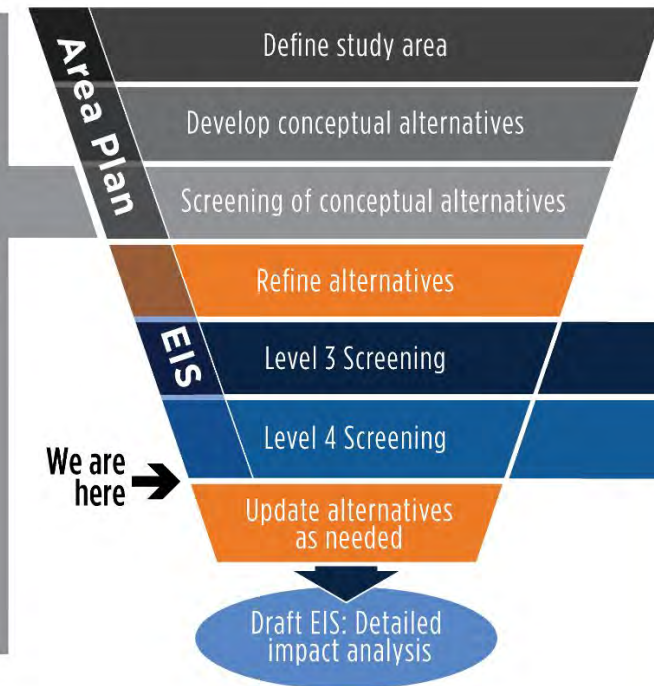 Area Plan
Define study area
Develop conceptual alternatives
Screening of conceptual alternatives
Refine alternatives
EIS
Level 3 Screening
Level 4 Screening
We are
here
Update alternatives
as needed
Draft EIS: Detailed
impact analysis